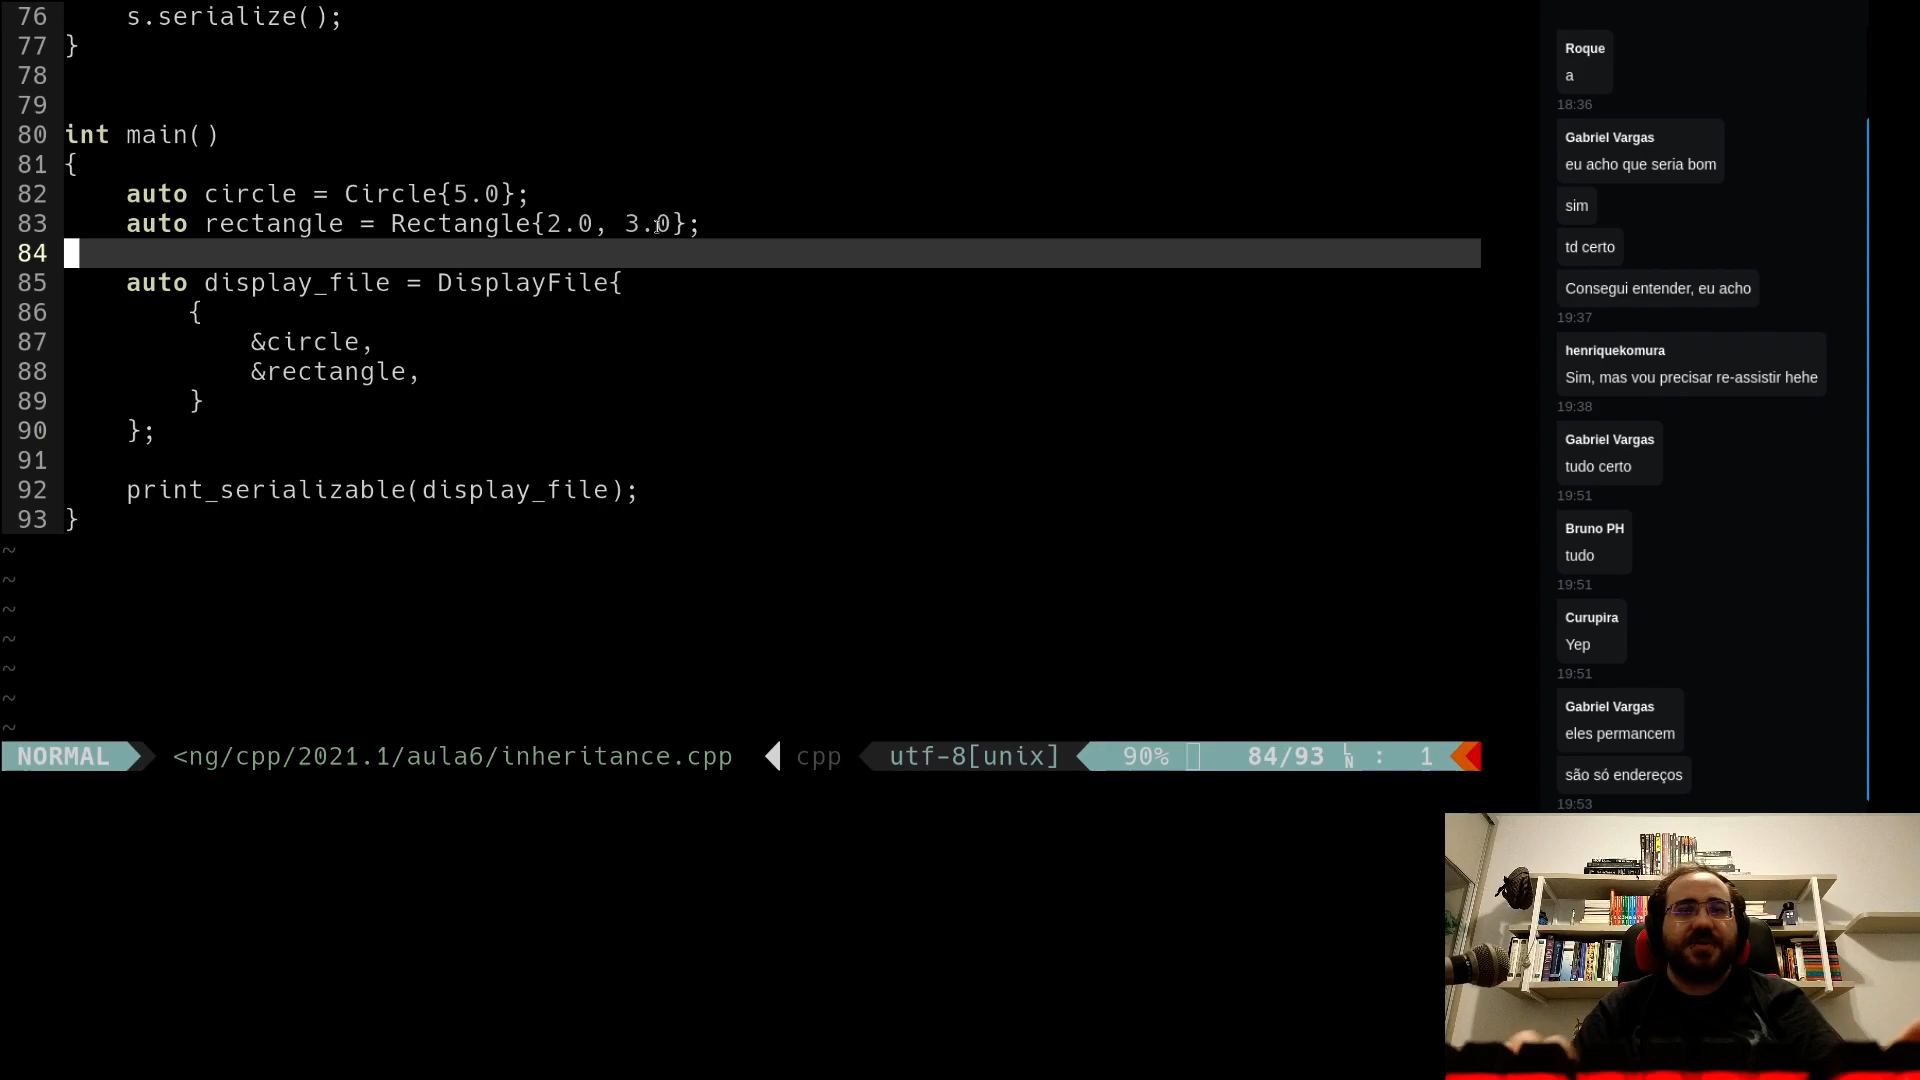 76     s.serialize();
77 }
78
79
80 int main()
81 {
82     auto circle = Circle{5.0};
83     auto rectangle = Rectangle{2.0, 3.0};
84
85     auto display_file = DisplayFile{
86         {
87             &circle,
88             &rectangle,
89         }
90     };
91
92     print_serializable(display_file);
93 }
~
~
~
~
~
~
~
NORMAL <ng/cpp/2021.1/aula6/inheritance.cpp cpp utf-8[unix] 90% 84/93 LN : 1
Roque
a
18:36
Gabriel Vargas
eu acho que seria bom
sim
td certo
Consegui entender, eu acho
19:37
henriquekomura
Sim, mas vou precisar re-assistir hehe
19:38
Gabriel Vargas
tudo certo
19:51
Bruno PH
tudo
19:51
Curupira
Yep
19:51
Gabriel Vargas
eles permancem
são só endereços
19:53